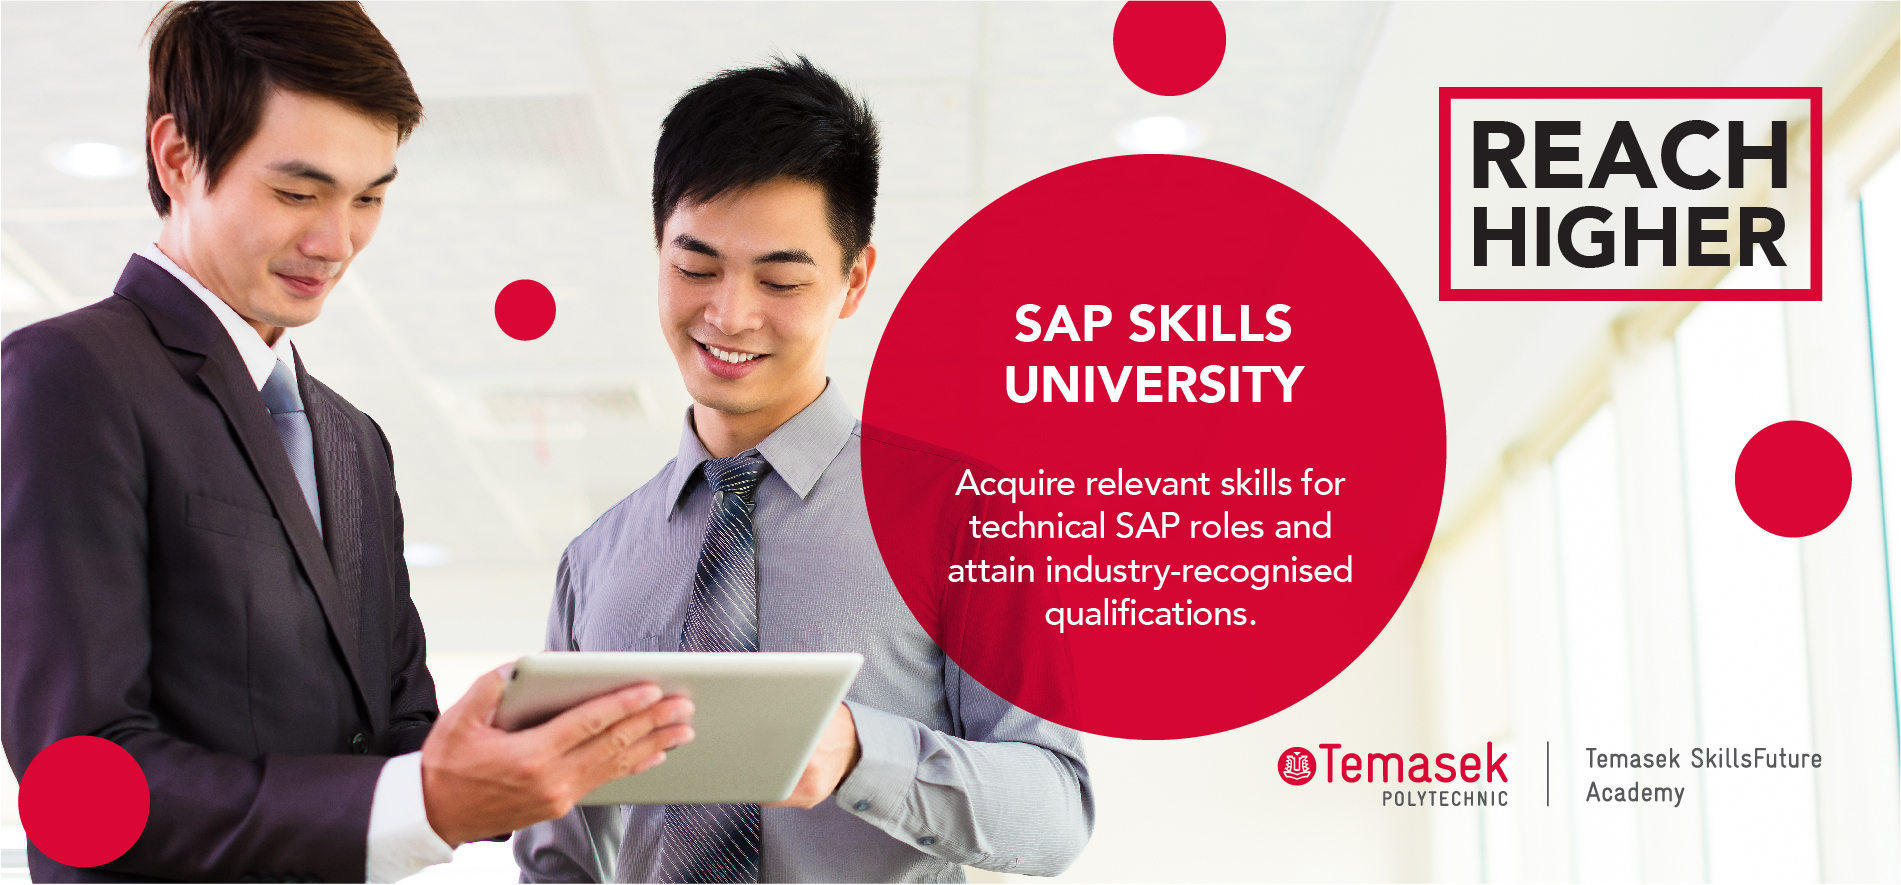 REACH
HIGHER
SAP SKILLS
UNIVERSITY
Acquire relevant skills for
technical SAP roles and
attain industry-recognised
qualifications.
Temasek
POLYTECHNIC
Temasek SkillsFuture
Academy